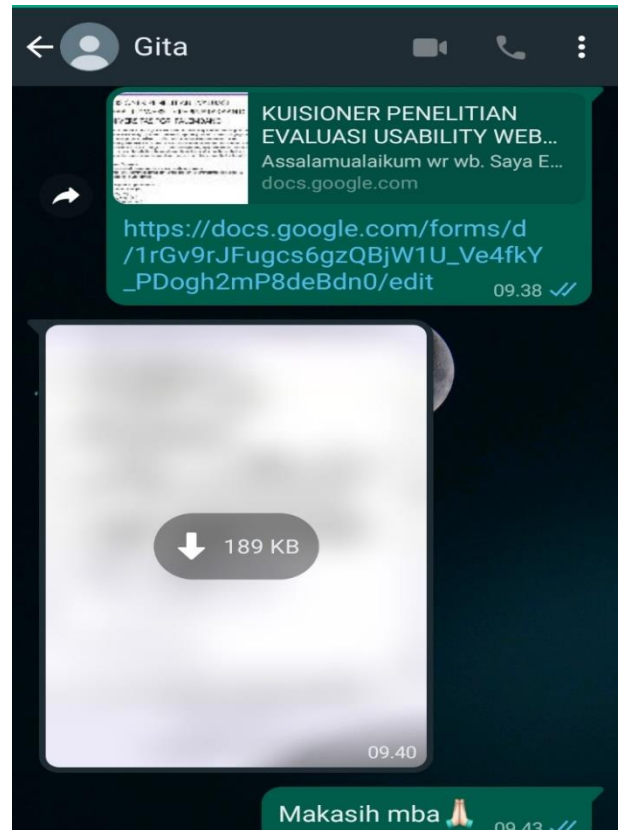 Gita
KUISIONER PENELITIAN
EVALUASI USABILITY WEB...
Assalamualaikum wr wb. Saya E...
docs.google.com
https://docs.google.com/forms/d
/1rGv9rJFugcs6gzQBjW1U_Ve4fkY
_PDogh2mP8deBdn0/edit
09.38
189 KB
09.40
Makasih mba 🙏🏻
09.43